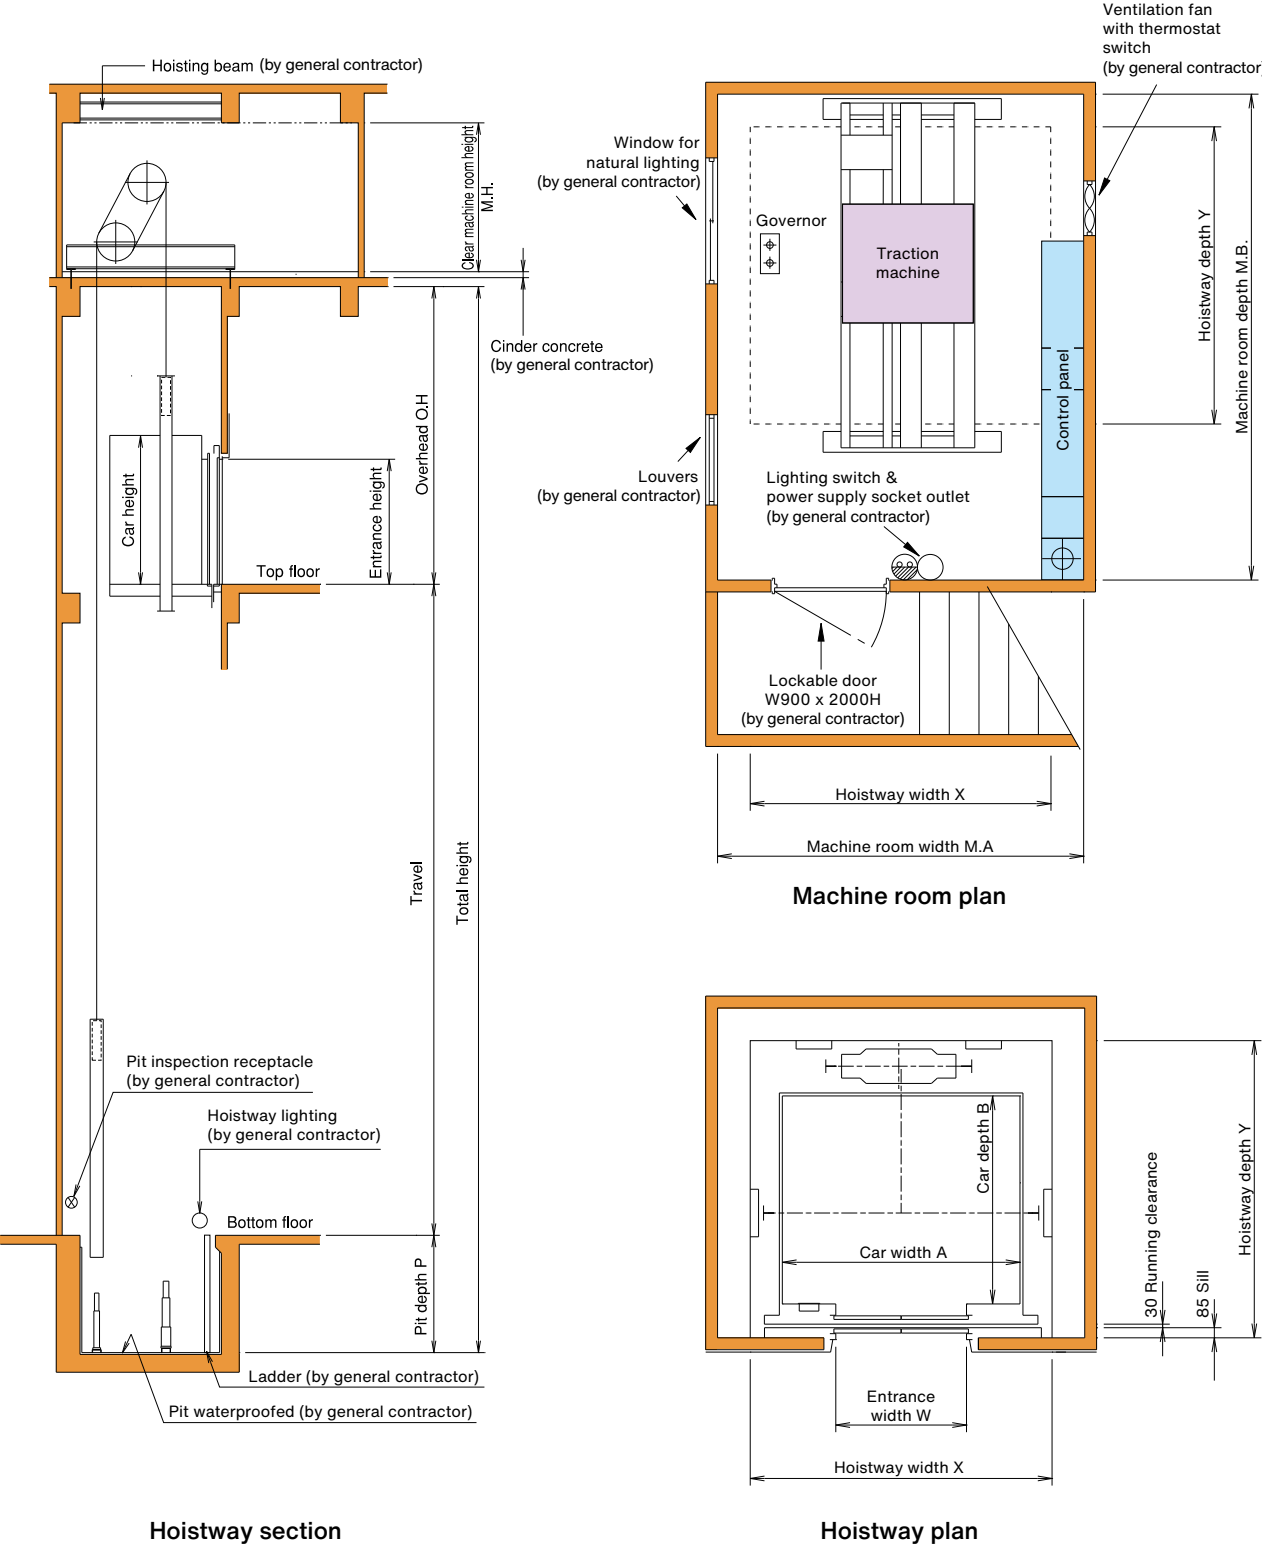 Hoisting beam (by general contractor)
Clear machine room height
M.H.
Cinder concrete
(by general contractor)
Overhead O.H
Car height
Entrance height
Top floor
Travel
Total height
Pit inspection receptacle
(by general contractor)
Hoistway lighting
(by general contractor)
Bottom floor
Pit depth P
Ladder (by general contractor)
Pit waterproofed (by general contractor)
Hoistway section
Ventilation fan
with thermostat
switch
(by general contractor)
Window for
natural lighting
(by general contractor)
Governor
Traction
machine
Hoistway depth Y
Machine room depth M.B.
Control panel
Louvers
(by general contractor)
Lighting switch &
power supply socket outlet
(by general contractor)
Lockable door
W900 x 2000H
(by general contractor)
Hoistway width X
Machine room width M.A
Machine room plan
Car depth B
Car width A
30 Running clearance
85 Sill
Hoistway depth Y
Entrance
width W
Hoistway width X
Hoistway plan